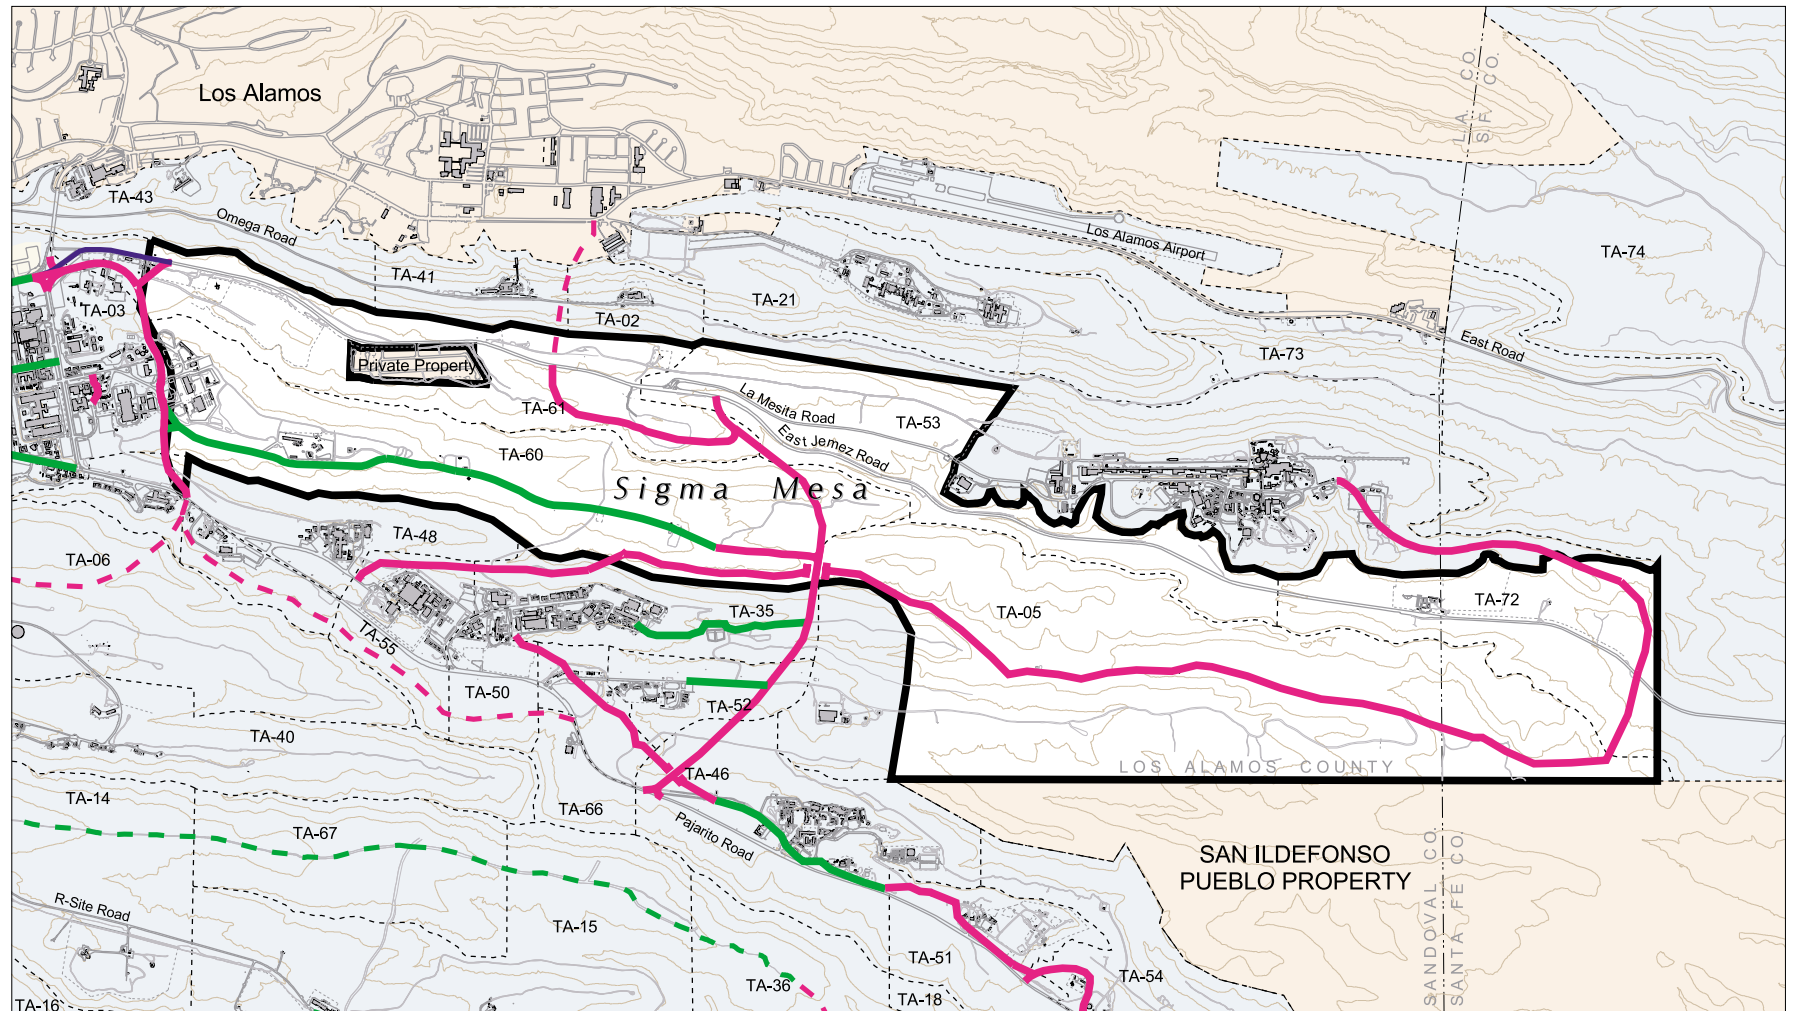 Los Alamos
LA CO.
S F CO.
TA-43
Omega Road
Los Alamos Airport
TA-74
TA-41
TA-21
TA-03
TA-02
East Road
TA-73
Private Property
La Mesita Road
TA-61
TA-53
East Jemez Road
TA-60
Sigma Mesa
TA-48
TA-06
TA-72
TA-35
TA-05
TA-55
TA-50
TA-52
TA-40
TA-46
LOS ALAMOS COUNTY
TA-14
TA-66
TA-67
Pajarito Road
SAN ILDEFONSO
PUEBLO PROPERTY
SANDOVAL CO.
SANTA FE CO.
R-Site Road
TA-15
TA-51
TA-54
TA-36
TA-18
TA-16